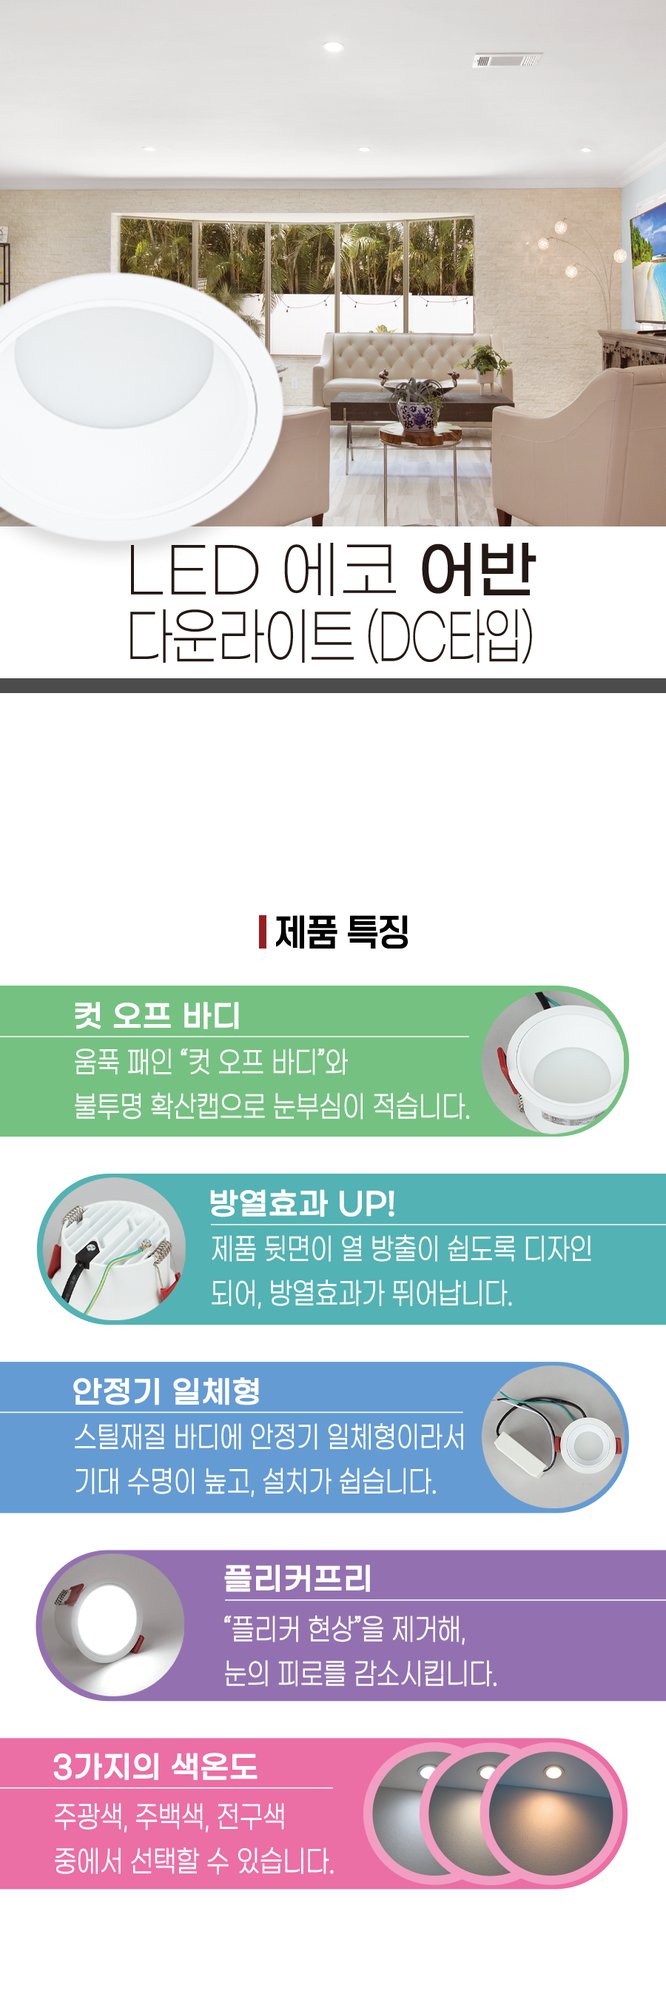 LED 에코 어반
다운라이트 (DC타입)
제품 특징
컷 오프 바디
움푹 패인 “컷 오프 바디”와
불투명 확산캡으로 눈부심이 적습니다.
방열효과 UP!
제품 뒷면이 열 방출이 쉽도록 디자인
되어, 방열효과가 뛰어납니다.
안정기 일체형
스틸재질 바디에 안정기 일체형이라서
기대 수명이 높고, 설치가 쉽습니다.
플리커프리
“플리커 현상”을 제거해,
눈의 피로를 감소시킵니다.
3가지의 색온도
주광색, 주백색, 전구색
중에서 선택할 수 있습니다.